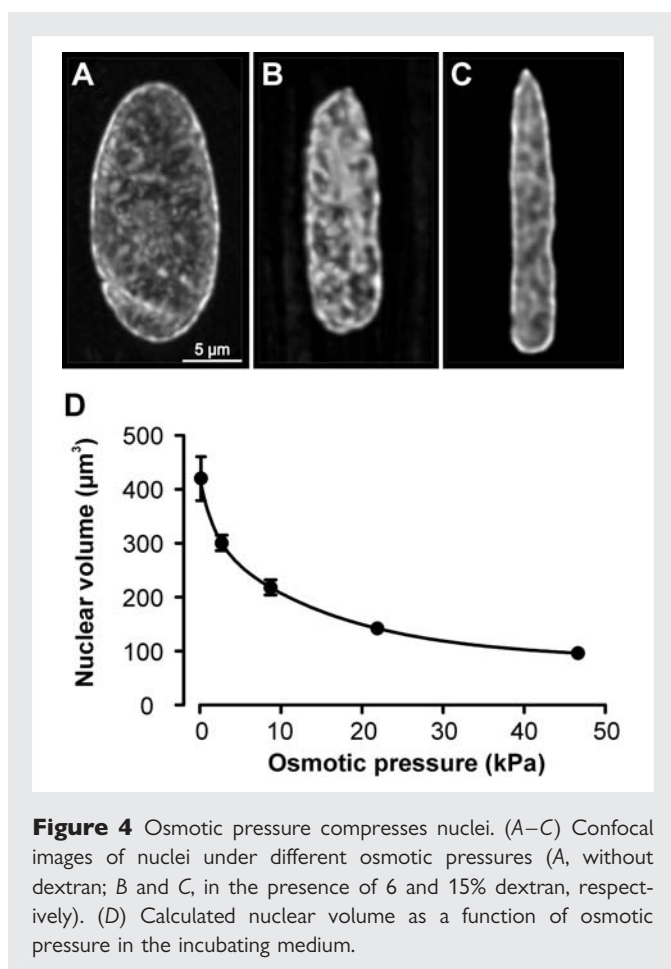 A
B
C
5 µm
D
Nuclear volume (µm³)
500
400
300
200
100
0
0 10 20 30 40 50
Osmotic pressure (kPa)
Figure 4 Osmotic pressure compresses nuclei. (A–C) Confocal
images of nuclei under different osmotic pressures (A, without
dextran; B and C, in the presence of 6 and 15% dextran, respect-
ively). (D) Calculated nuclear volume as a function of osmotic
pressure in the incubating medium.